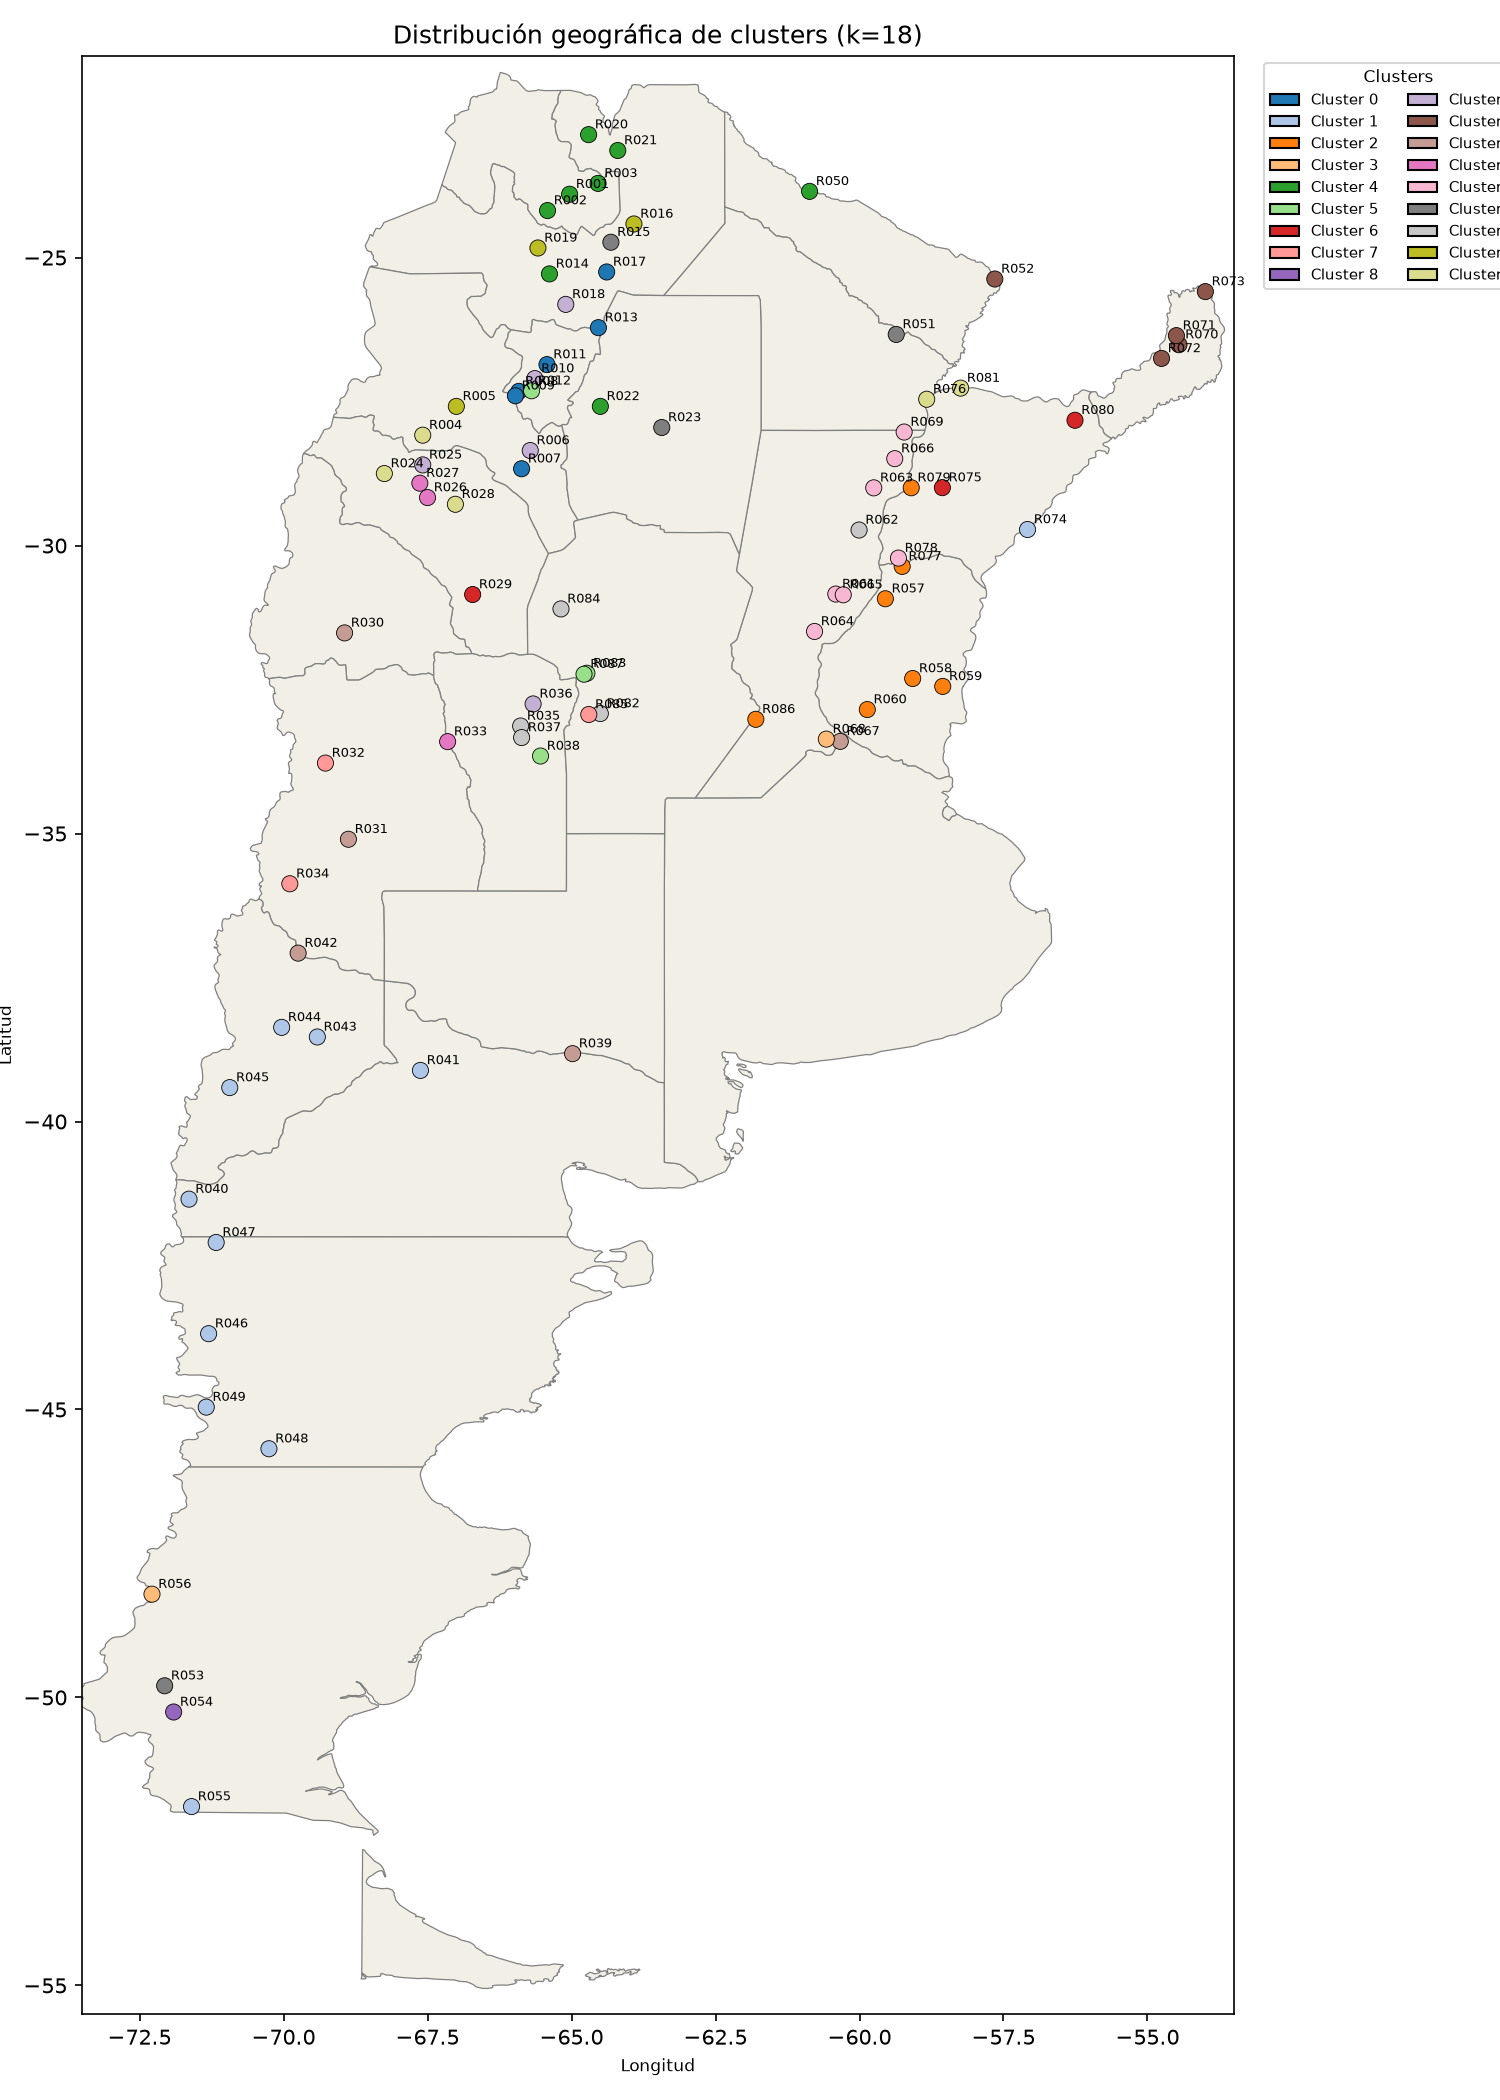 Distribución geográfica de clusters (k=18)
Clusters
Cluster 0
Cluster 1
Cluster 2
Cluster 3
Cluster 4
Cluster 5
Cluster 6
Cluster 7
Cluster 8
Cluster
Cluster
Cluster
Cluster
Cluster
Cluster
Cluster
Cluster
Cluster
R020
R021
R003
R001
R002
R050
R016
R015
R019
R014
R017
R018
R013
R052
R073
R051
R071
R070
R072
R011
R010
R012
R009
R005
R022
R081
R076
R080
R004
R023
R069
R006
R066
R025
R024
R007
R027
R063
R079
R075
R026
R028
R062
R074
R078
R077
R029
R065
R057
R084
R030
R064
R083
R058
R059
R036
R082
R060
R086
R035
R037
R033
R068
R067
R038
R032
R031
R034
R042
R044
R043
R039
R041
R045
R040
R047
R046
R049
R048
R056
R053
R054
R055
−25
−30
−35
−40
−45
−50
−55
Latitud
−72.5
−70.0
−67.5
−65.0
−62.5
−60.0
−57.5
−55.0
Longitud